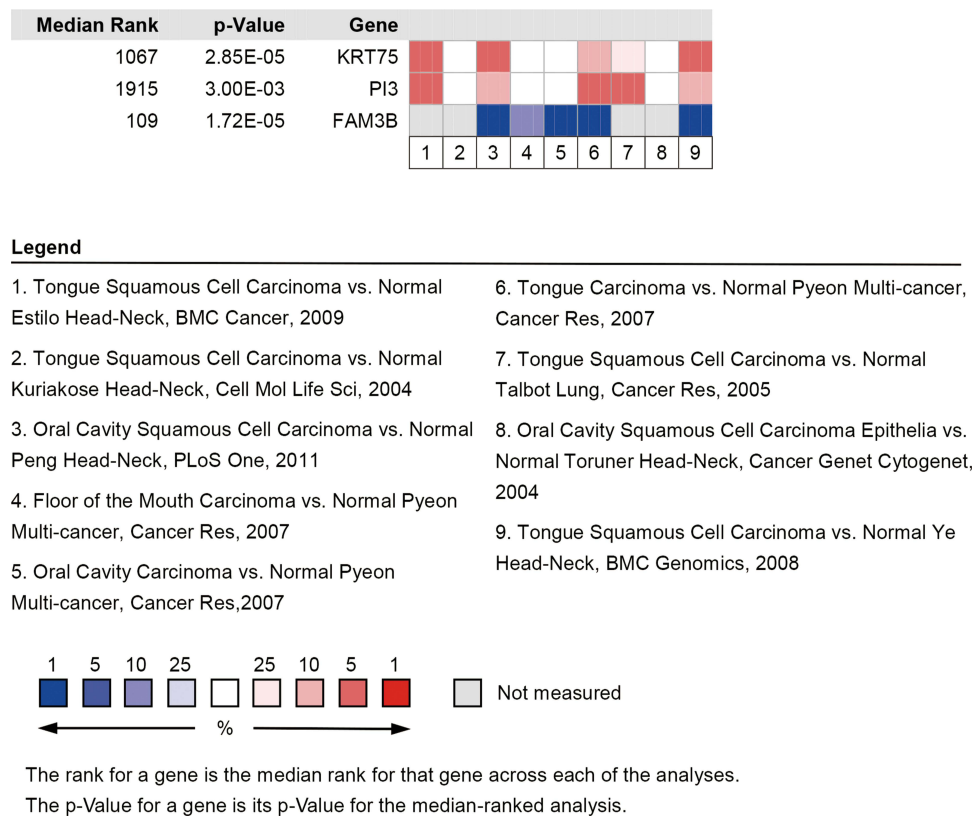 Median Rank p-Value Gene
1067 2.85E-05 KRT75
1915 3.00E-03 PI3
109 1.72E-05 FAM3B
1 2 3 4 5 6 7 8 9
Legend
1. Tongue Squamous Cell Carcinoma vs. Normal
Estilo Head-Neck, BMC Cancer, 2009
2. Tongue Squamous Cell Carcinoma vs. Normal
Kuriakose Head-Neck, Cell Mol Life Sci, 2004
3. Oral Cavity Squamous Cell Carcinoma vs. Normal
Peng Head-Neck, PLoS One, 2011
4. Floor of the Mouth Carcinoma vs. Normal Pyeon
Multi-cancer, Cancer Res, 2007
5. Oral Cavity Carcinoma vs. Normal Pyeon
Multi-cancer, Cancer Res,2007
6. Tongue Carcinoma vs. Normal Pyeon Multi-cancer,
Cancer Res, 2007
7. Tongue Squamous Cell Carcinoma vs. Normal
Talbot Lung, Cancer Res, 2005
8. Oral Cavity Squamous Cell Carcinoma Epithelia vs.
Normal Toruner Head-Neck, Cancer Genet Cytogenet,
2004
9. Tongue Squamous Cell Carcinoma vs. Normal Ye
Head-Neck, BMC Genomics, 2008
1 5 10 25 25 10 5 1
Not measured
%
The rank for a gene is the median rank for that gene across each of the analyses.
The p-Value for a gene is its p-Value for the median-ranked analysis.